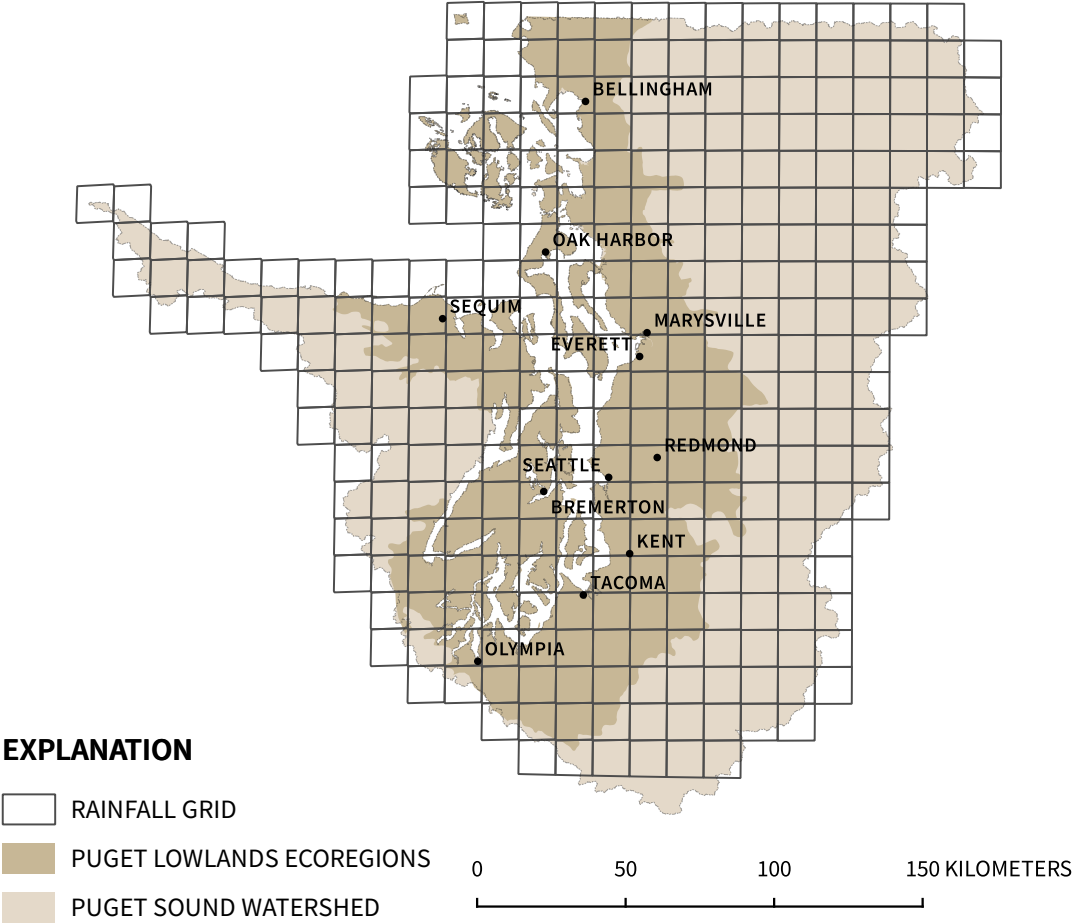 BELLINGHAM
OAK HARBOR
SEQUIM
MARYSVILLE
EVERETT
REDMOND
SEATTLE
BREMERTON
KENT
TACOMA
OLYMPIA
EXPLANATION
RAINFALL GRID
PUGET LOWLANDS ECOREGIONS
PUGET SOUND WATERSHED
0 50 100 150 KILOMETERS